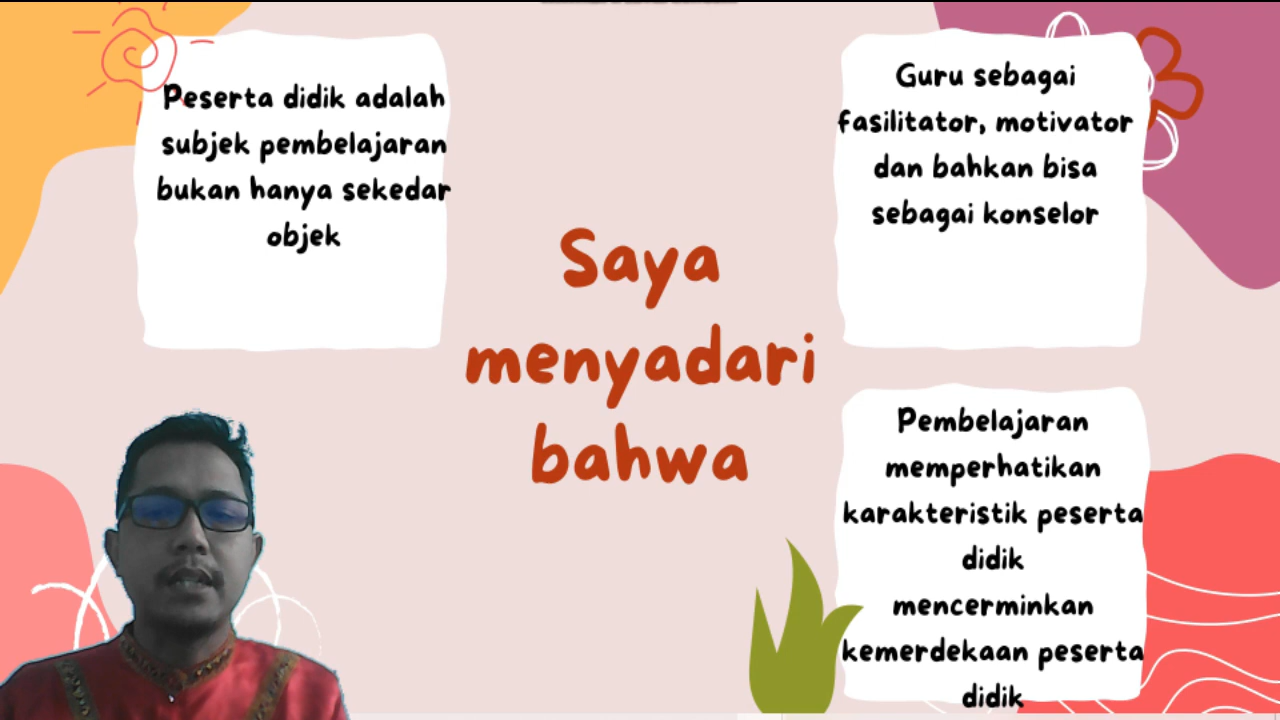 Peserta didik adalah
subjek pembelajaran
bukan hanya sekedar
objek
Saya
menyadari
bahwa
Guru sebagai
fasilitator, motivator
dan bahkan bisa
sebagai konselor
Pembelajaran
memperhatikan
karakteristik peserta
didik
mencerminkan
kemerdekaan peserta
didik